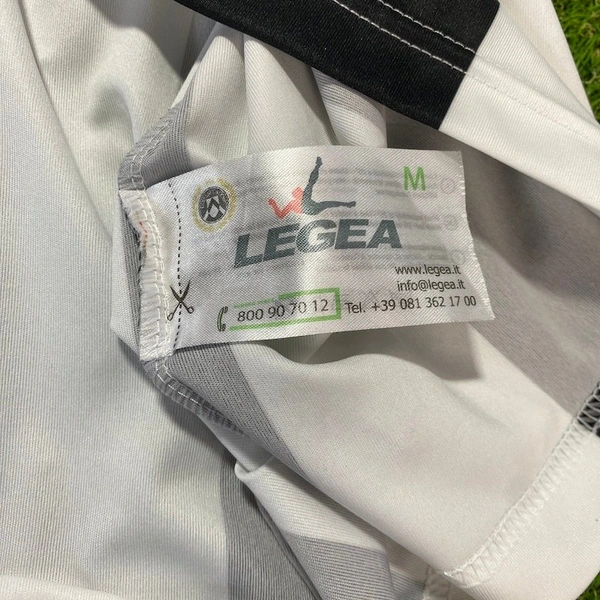 M
LEGEA
www.legea.it
info@legea.it
800 90 70 12 Tel. +39 081 362 17 00